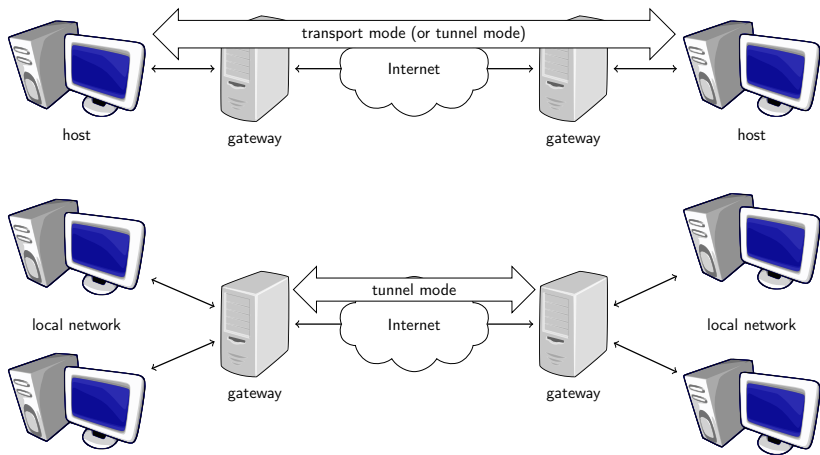 transport mode (or tunnel mode)
Internet
host
gateway
gateway
host
tunnel mode
local network
Internet
local network
gateway
gateway